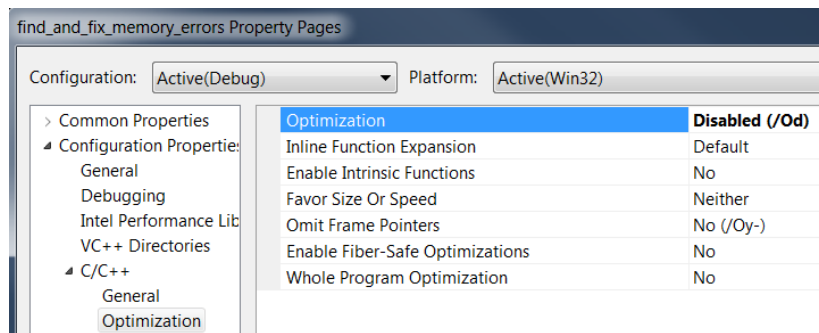 find_and_fix_memory_errors Property Pages
Configuration: Active(Debug) Platform: Active(Win32)
Common Properties
Configuration Propertie
General
Debugging
Intel Performance Lib
VC++ Directories
C/C++
General
Optimization
Optimization Disabled (/Od)
Inline Function Expansion Default
Enable Intrinsic Functions No
Favor Size Or Speed Neither
Omit Frame Pointers No (/Oy-)
Enable Fiber-Safe Optimizations No
Whole Program Optimization No